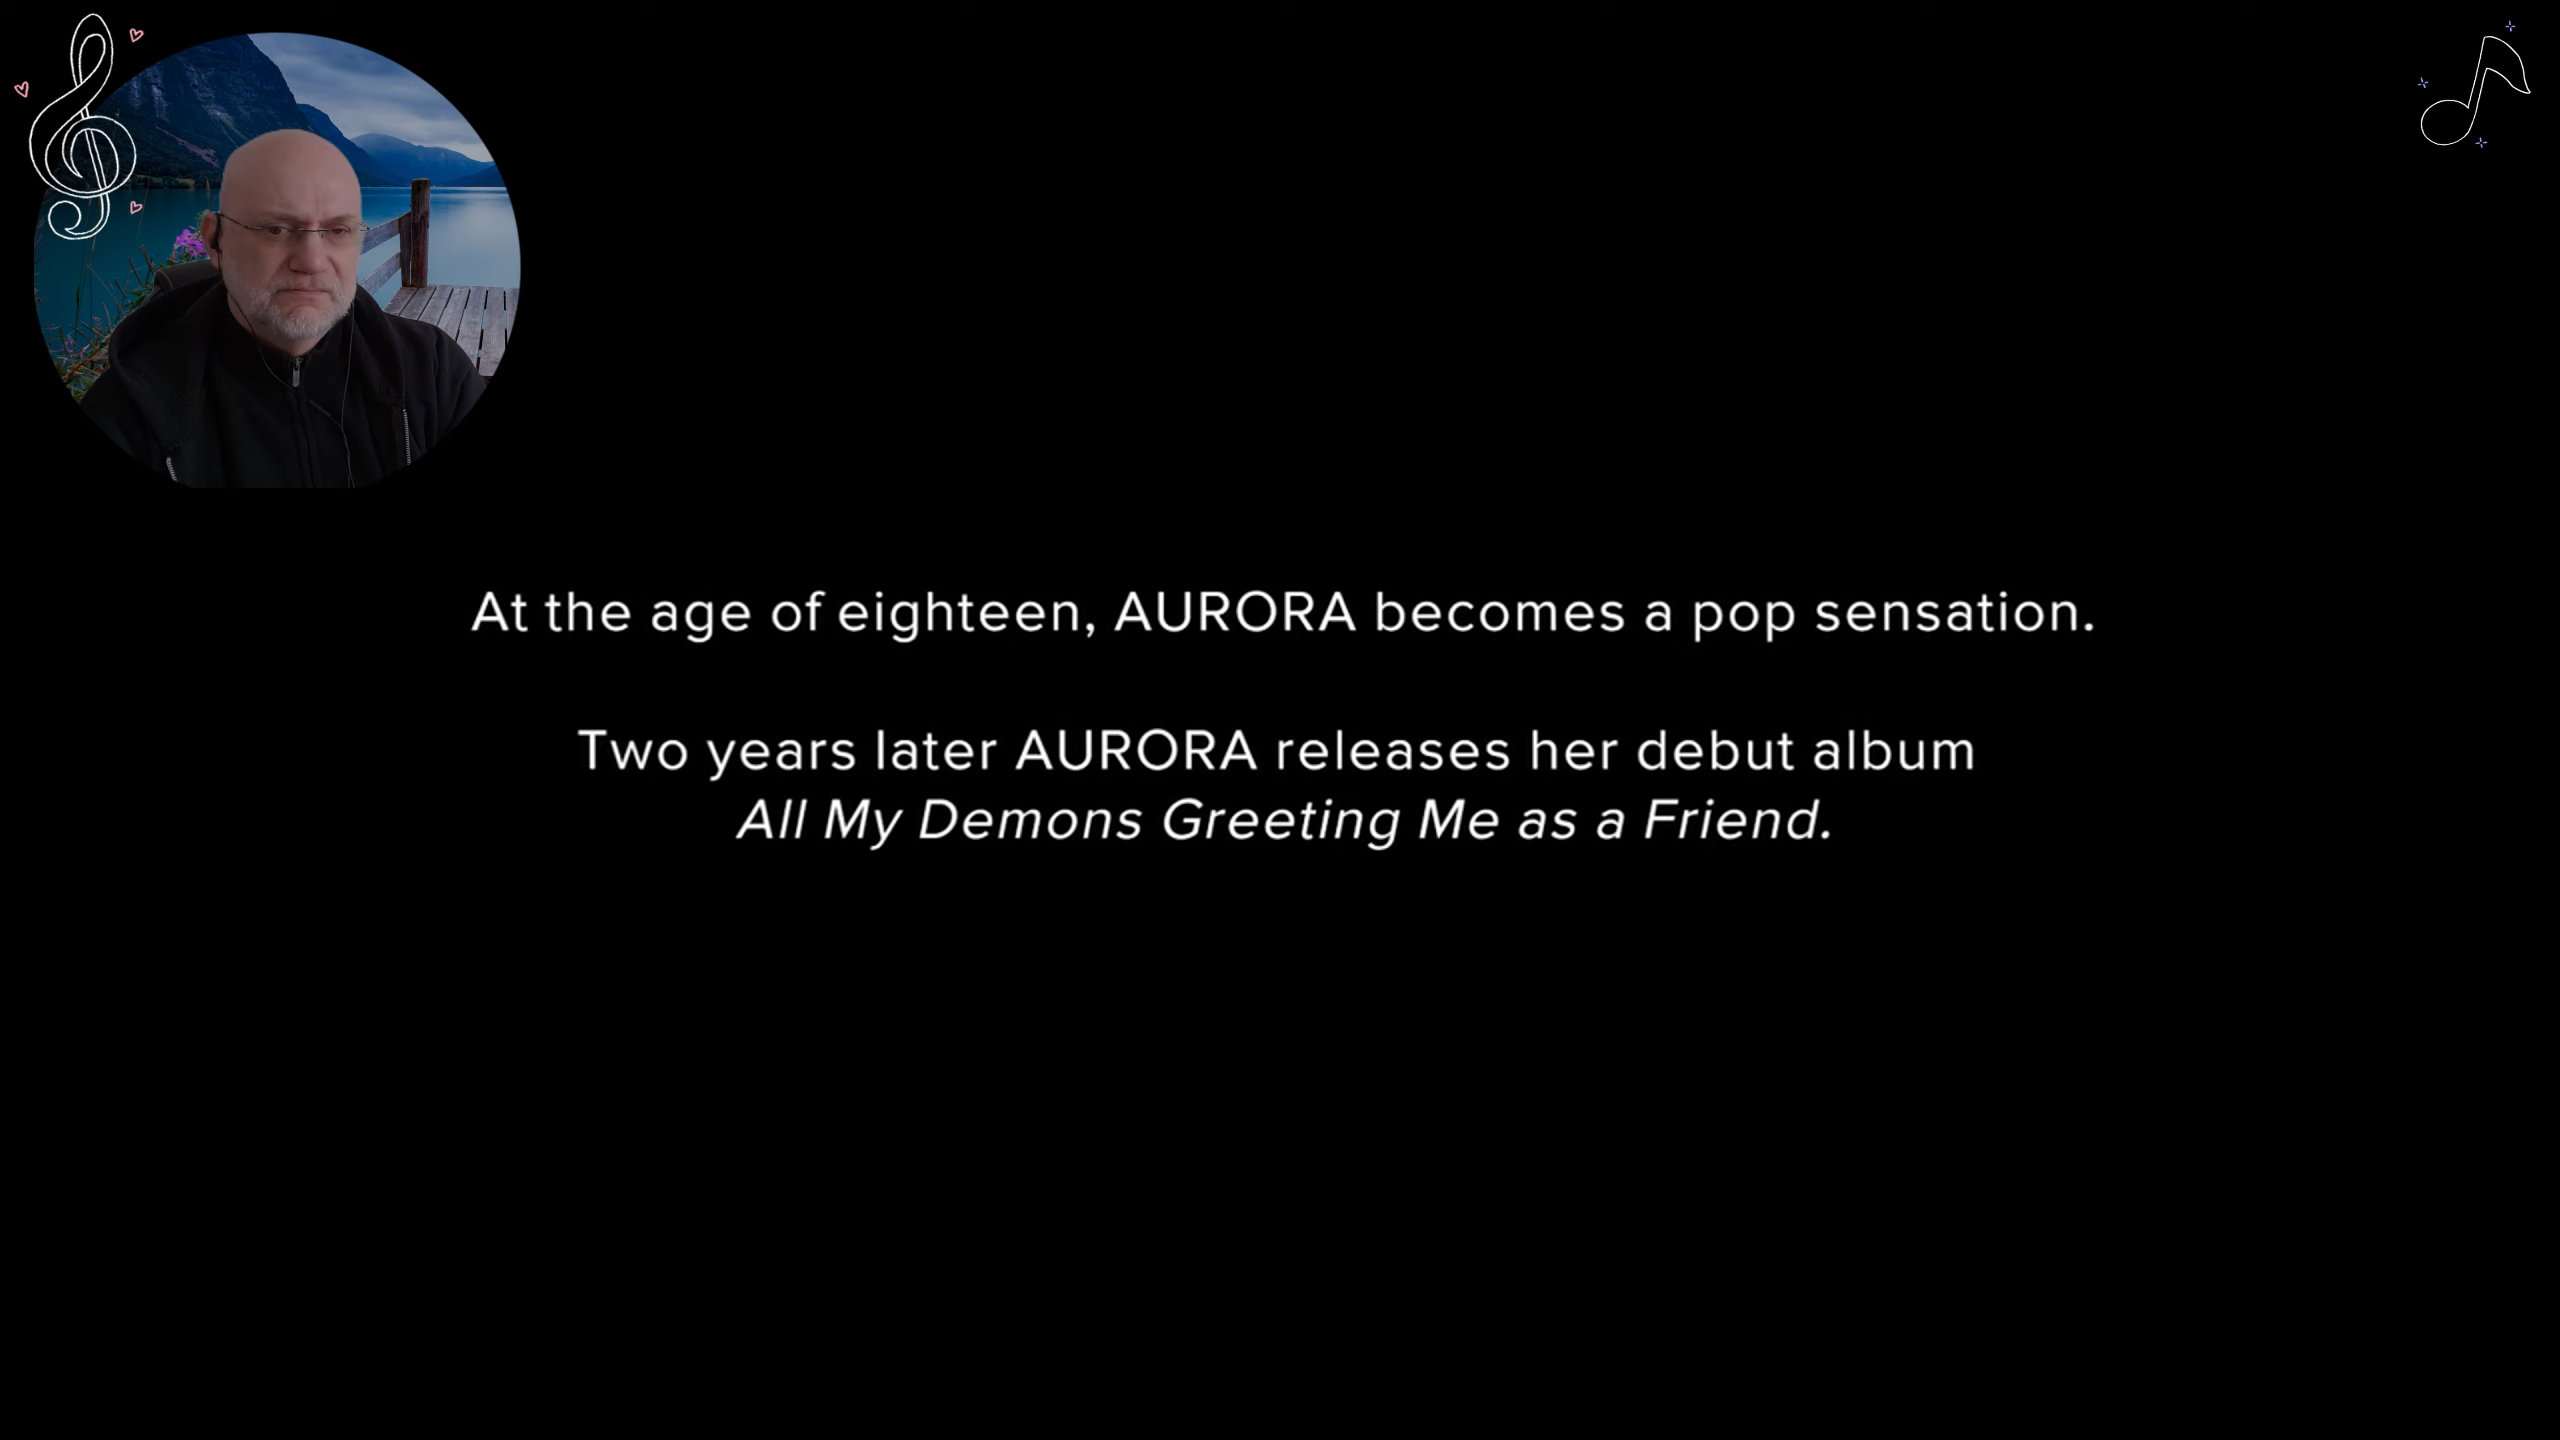 At the age of eighteen, AURORA becomes a pop sensation.
Two years later AURORA releases her debut album
All My Demons Greeting Me as a Friend.